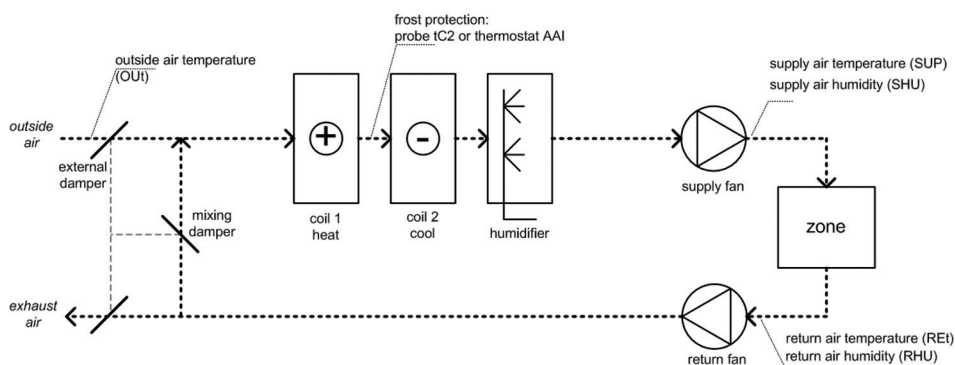 frost protection:
probe tC2 or thermostat AAI
outside air temperature
(OUt)
supply air temperature (SUP)
supply air humidity (SHU)
outside
air
+
-
external
damper
supply fan
mixing
damper
coil 1
heat
coil 2
cool
humidifier
zone
exhaust
air
return fan
return air temperature (REt)
return air humidity (RHU)